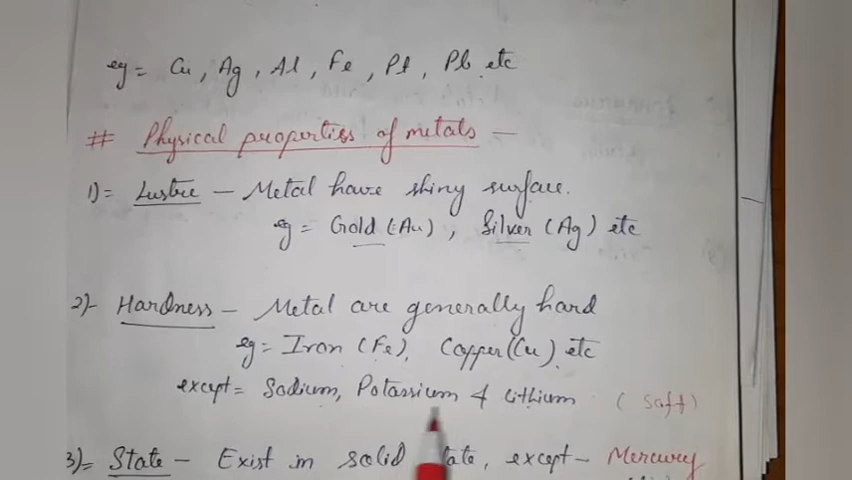 eg = Cu, Ag, Al, Fe, Pt, Pb etc
# Physical properties of metals —
1)= Lustre – Metal have shiny surface.
eg = Gold (Au), Silver (Ag) etc
2)- Hardness – Metal are generally hard
eg = Iron (Fe), Copper (Cu) etc
except = Sodium, Potassium & Lithium (Soft)
3)= State – Exist in solid state, except – Mercury